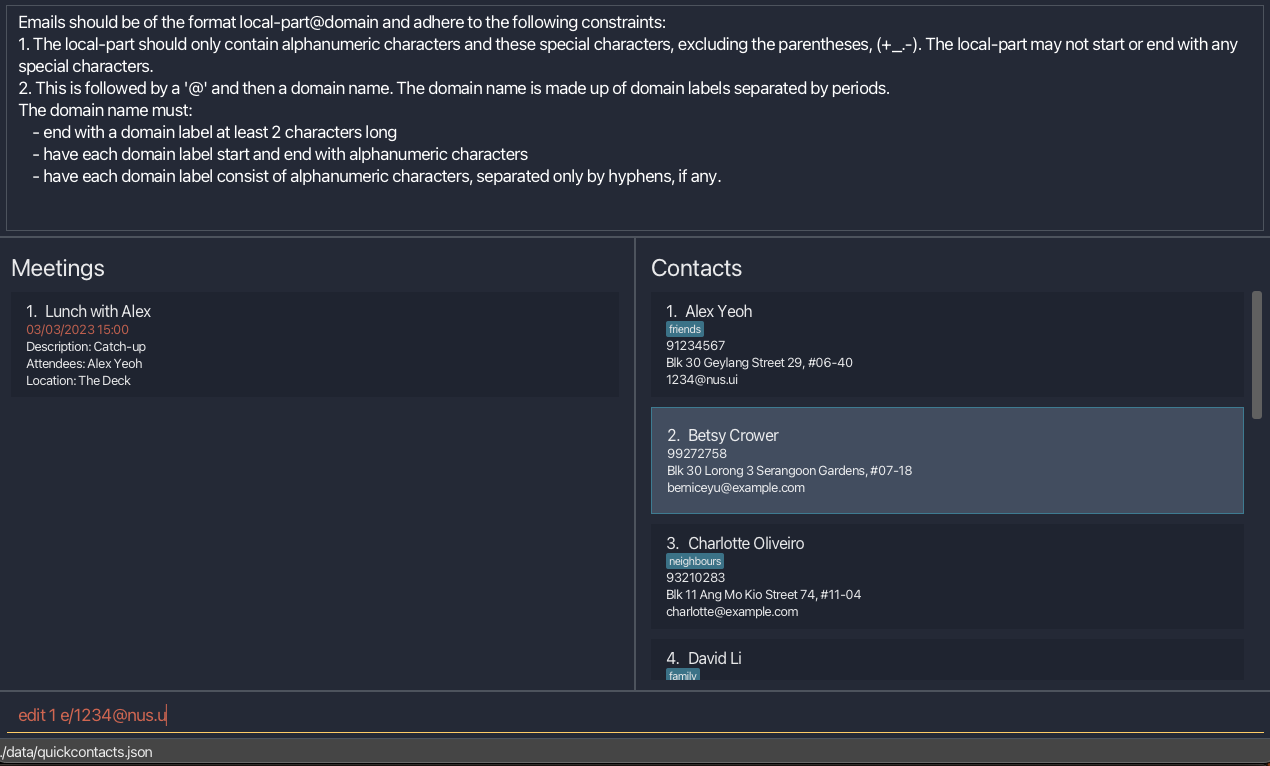 Emails should be of the format local-part@domain and adhere to the following constraints:
1. The local-part should only contain alphanumeric characters and these special characters, excluding the parentheses, (+_.-). The local-part may not start or end with any
special characters.
2. This is followed by a '@' and then a domain name. The domain name is made up of domain labels separated by periods.
The domain name must:
- end with a domain label at least 2 characters long
- have each domain label start and end with alphanumeric characters
- have each domain label consist of alphanumeric characters, separated only by hyphens, if any.
Meetings
1. Lunch with Alex
03/03/2023 15:00
Description: Catch-up
Attendees: Alex Yeoh
Location: The Deck
Contacts
1. Alex Yeoh
friends
91234567
Blk 30 Geylang Street 29, #06-40
1234@nus.ui
2. Betsy Crower
99272758
Blk 30 Lorong 3 Serangoon Gardens, #07-18
berniceyu@example.com
3. Charlotte Oliveiro
neighbours
93210283
Blk 11 Ang Mo Kio Street 74, #11-04
charlotte@example.com
4. David Li
family
edit 1 e/1234@nus.u
./data/quickcontacts.json